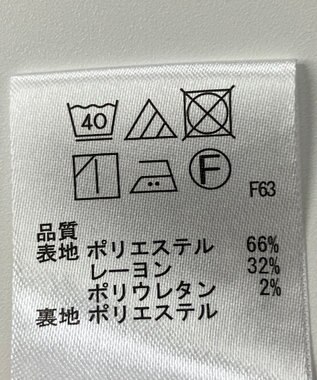 40
F
F63
品質
表地 ポリエステル 66%
レーヨン 32%
ポリウレタン 2%
裏地 ポリエステル